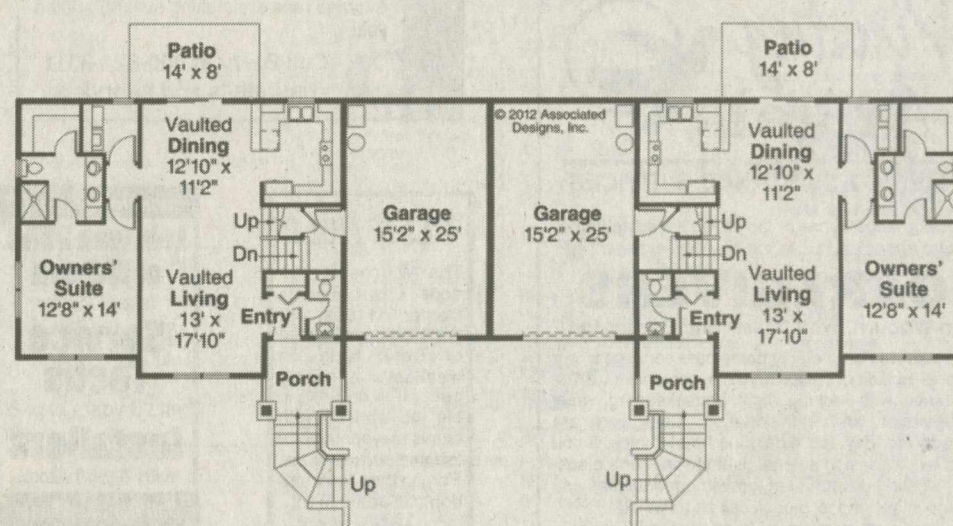 Patio
14' x 8'
Patio
14' x 8'
Vaulted
Dining
12'10" x
11'2"
© 2012 Associated
Designs, Inc.
Vaulted
Dining
12'10" x
11'2"
Up
Dn
Garage
15'2" x 25'
Garage
15'2" x 25'
Up
Dn
Owners'
Suite
12'8" x 14'
Vaulted
Living
13' x
17'10"
Entry
Entry
Vaulted
Living
13' x
17'10"
Owners'
Suite
12'8" x 14'
Porch
Porch
Up
Up